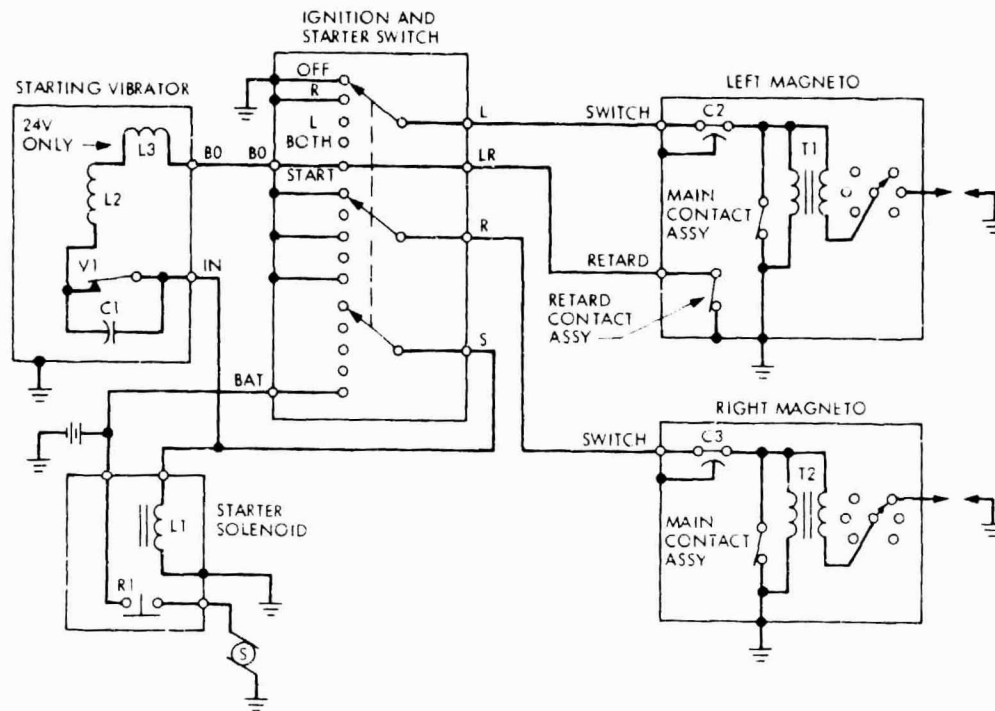 IGNITION AND
STARTER SWITCH
STARTING VIBRATOR
24V
ONLY
L3
L2
V1
C1
BO
IN
BO
OFF
R
L
BOTH
START
BAT
L
LR
R
S
LEFT MAGNETO
SWITCH
C2
T1
MAIN
CONTACT
ASSY
RETARD
RETARD
CONTACT
ASSY
RIGHT MAGNETO
SWITCH
C3
T2
MAIN
CONTACT
ASSY
STARTER
SOLENOID
L1
R1
S